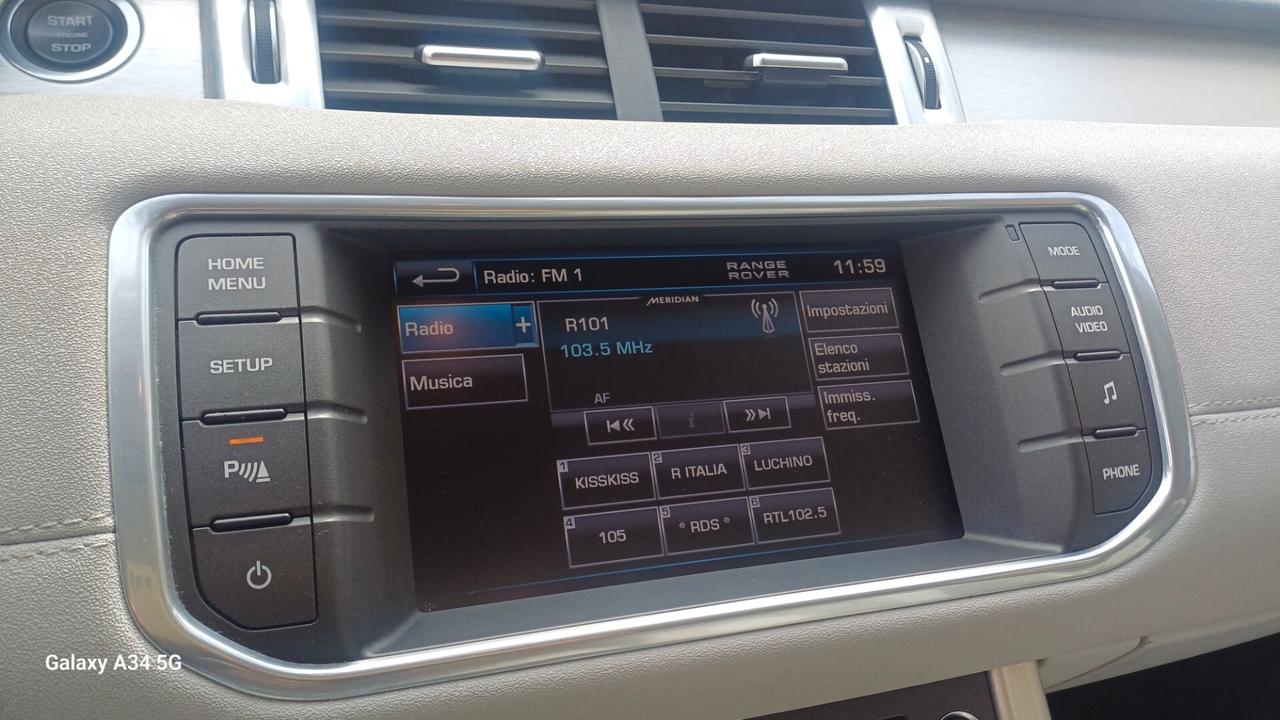 START
ENGINE
STOP
HOME
MENU
SETUP
P
Radio: FM 1
RANGE
ROVER
11:59
Radio +
Musica
MERIDIAN
R101
103.5 MHz
AF
i
Impostazioni
Elenco
stazioni
Immiss.
freq.
1 KISSKISS
2 R ITALIA
3 LUCHINO
4 105
5 * RDS *
6 RTL102.5
MODE
AUDIO
VIDEO
PHONE
Galaxy A34 5G